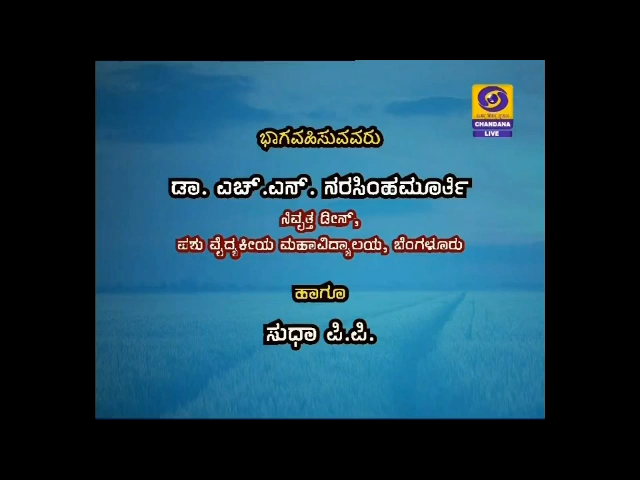 ಭಾಗವಹಿಸುವವರು
ಡಾ. ಎಚ್.ಎನ್. ನರಸಿಂಹಮೂರ್ತಿ
ನಿವೃತ್ತ ಡೀನ್,
ಪಶು ವೈದ್ಯಕೀಯ ಮಹಾವಿದ್ಯಾಲಯ, ಬೆಂಗಳೂರು
ಹಾಗೂ
ಸುಧಾ ಪಿ.ಪಿ.
CHANDANA
LIVE